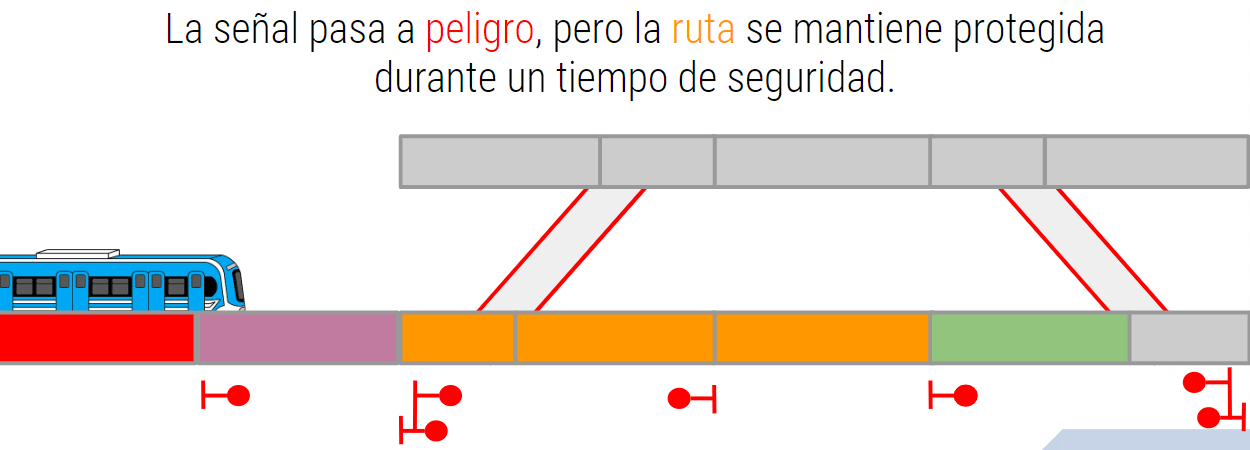 La señal pasa a peligro, pero la ruta se mantiene protegida
durante un tiempo de seguridad.